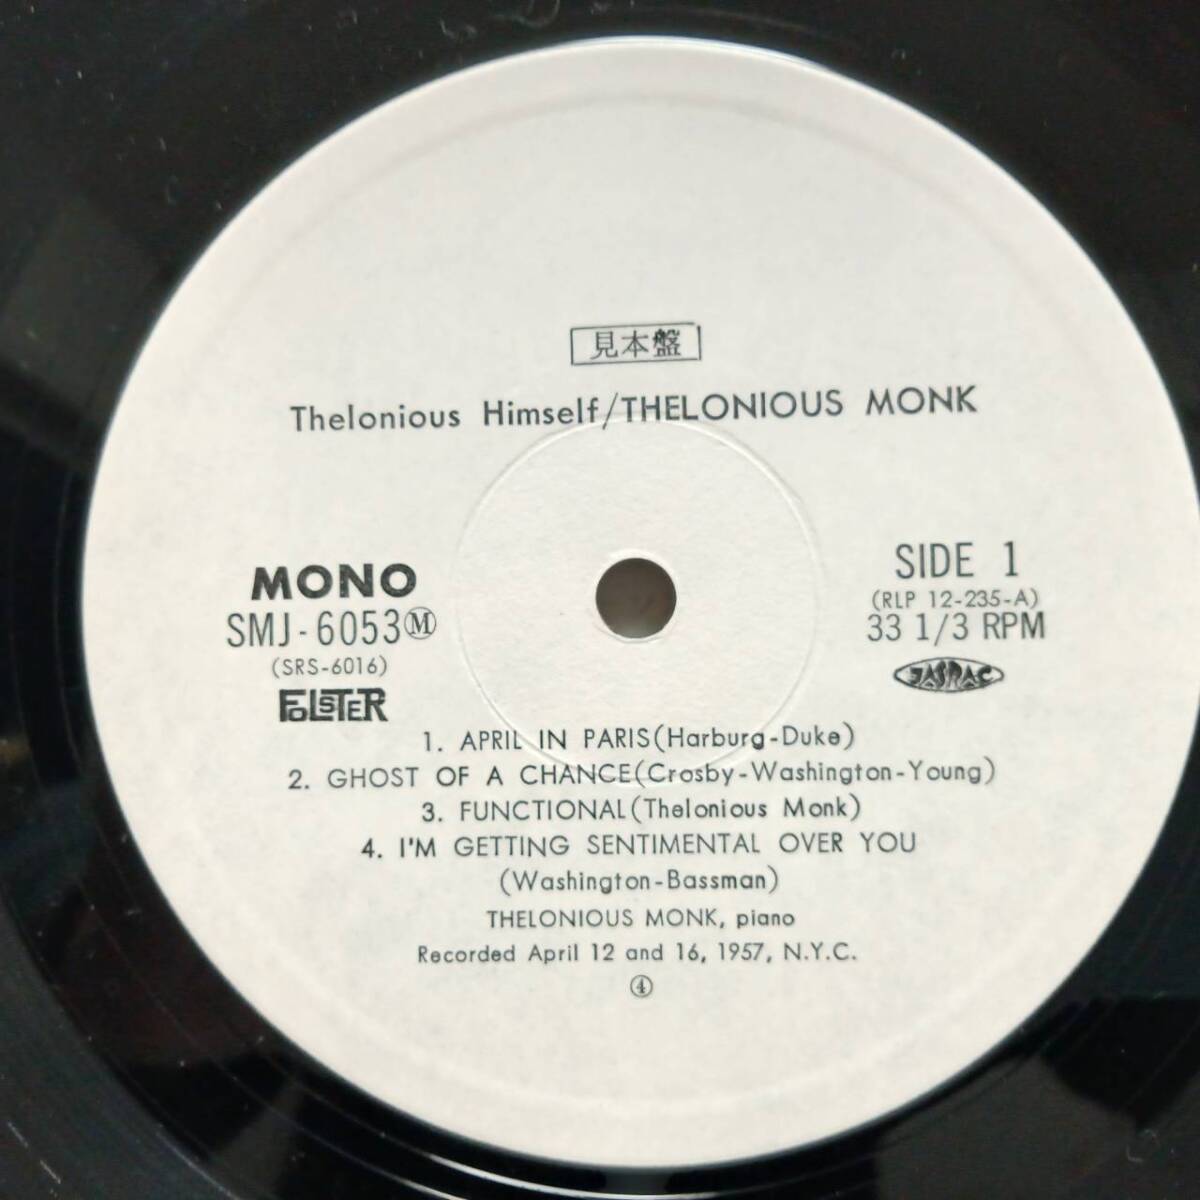 見本盤
Thelonious Himself/THELONIOUS MONK
MONO
SMJ-6053Ⓜ
(SRS-6016)
FOLSTER
SIDE 1
(RLP 12-235-A)
33 1/3 RPM
JASRAC
1. APRIL IN PARIS(Harburg-Duke)
2. GHOST OF A CHANCE(Crosby-Washington-Young)
3. FUNCTIONAL(Thelonious Monk)
4. I'M GETTING SENTIMENTAL OVER YOU
(Washington-Bassman)
THELONIOUS MONK, piano
Recorded April 12 and 16, 1957, N.Y.C.
④